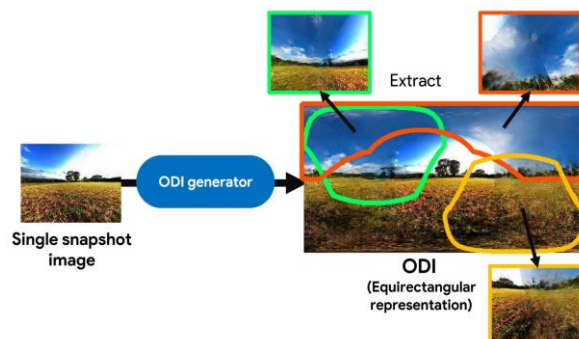 Extract
ODI generator
Single snapshot
image
ODI
(Equirectangular
representation)